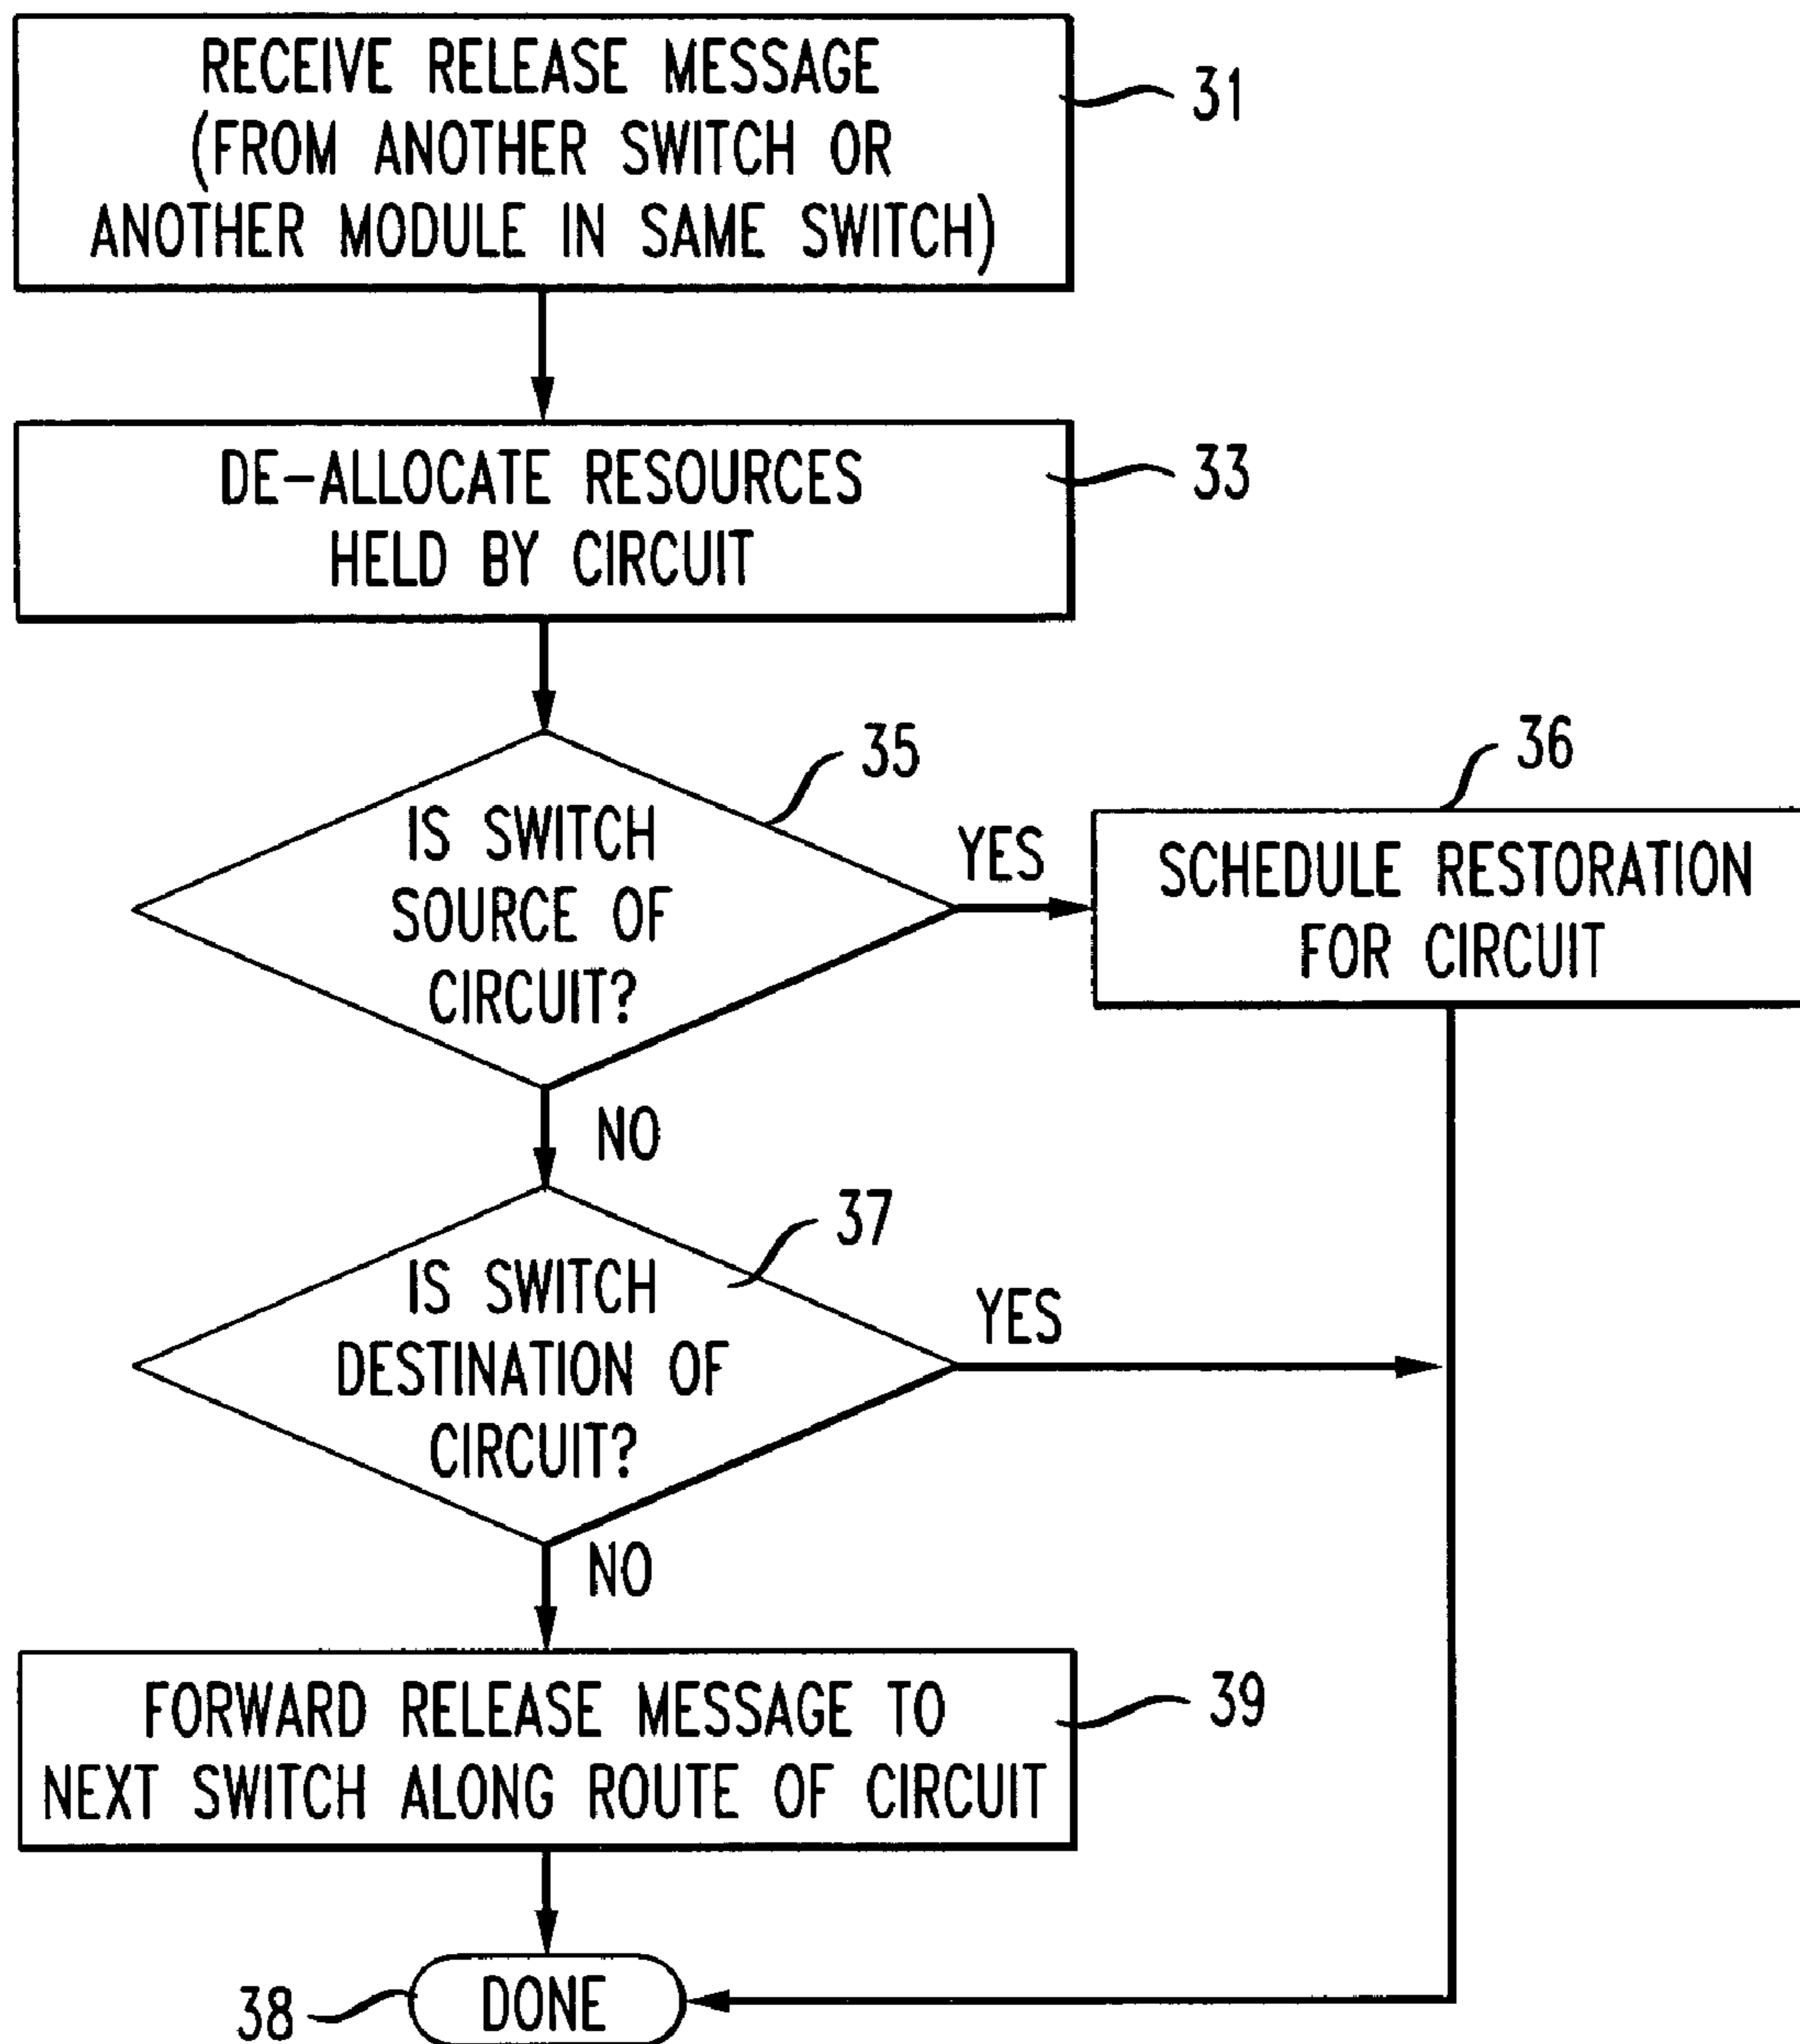 RECEIVE RELEASE MESSAGE
(FROM ANOTHER SWITCH OR
ANOTHER MODULE IN SAME SWITCH)
31
DE-ALLOCATE RESOURCES
HELD BY CIRCUIT
33
IS SWITCH
SOURCE OF
CIRCUIT?
35
YES
SCHEDULE RESTORATION
FOR CIRCUIT
36
NO
IS SWITCH
DESTINATION OF
CIRCUIT?
37
YES
NO
FORWARD RELEASE MESSAGE TO
NEXT SWITCH ALONG ROUTE OF CIRCUIT
39
DONE
38